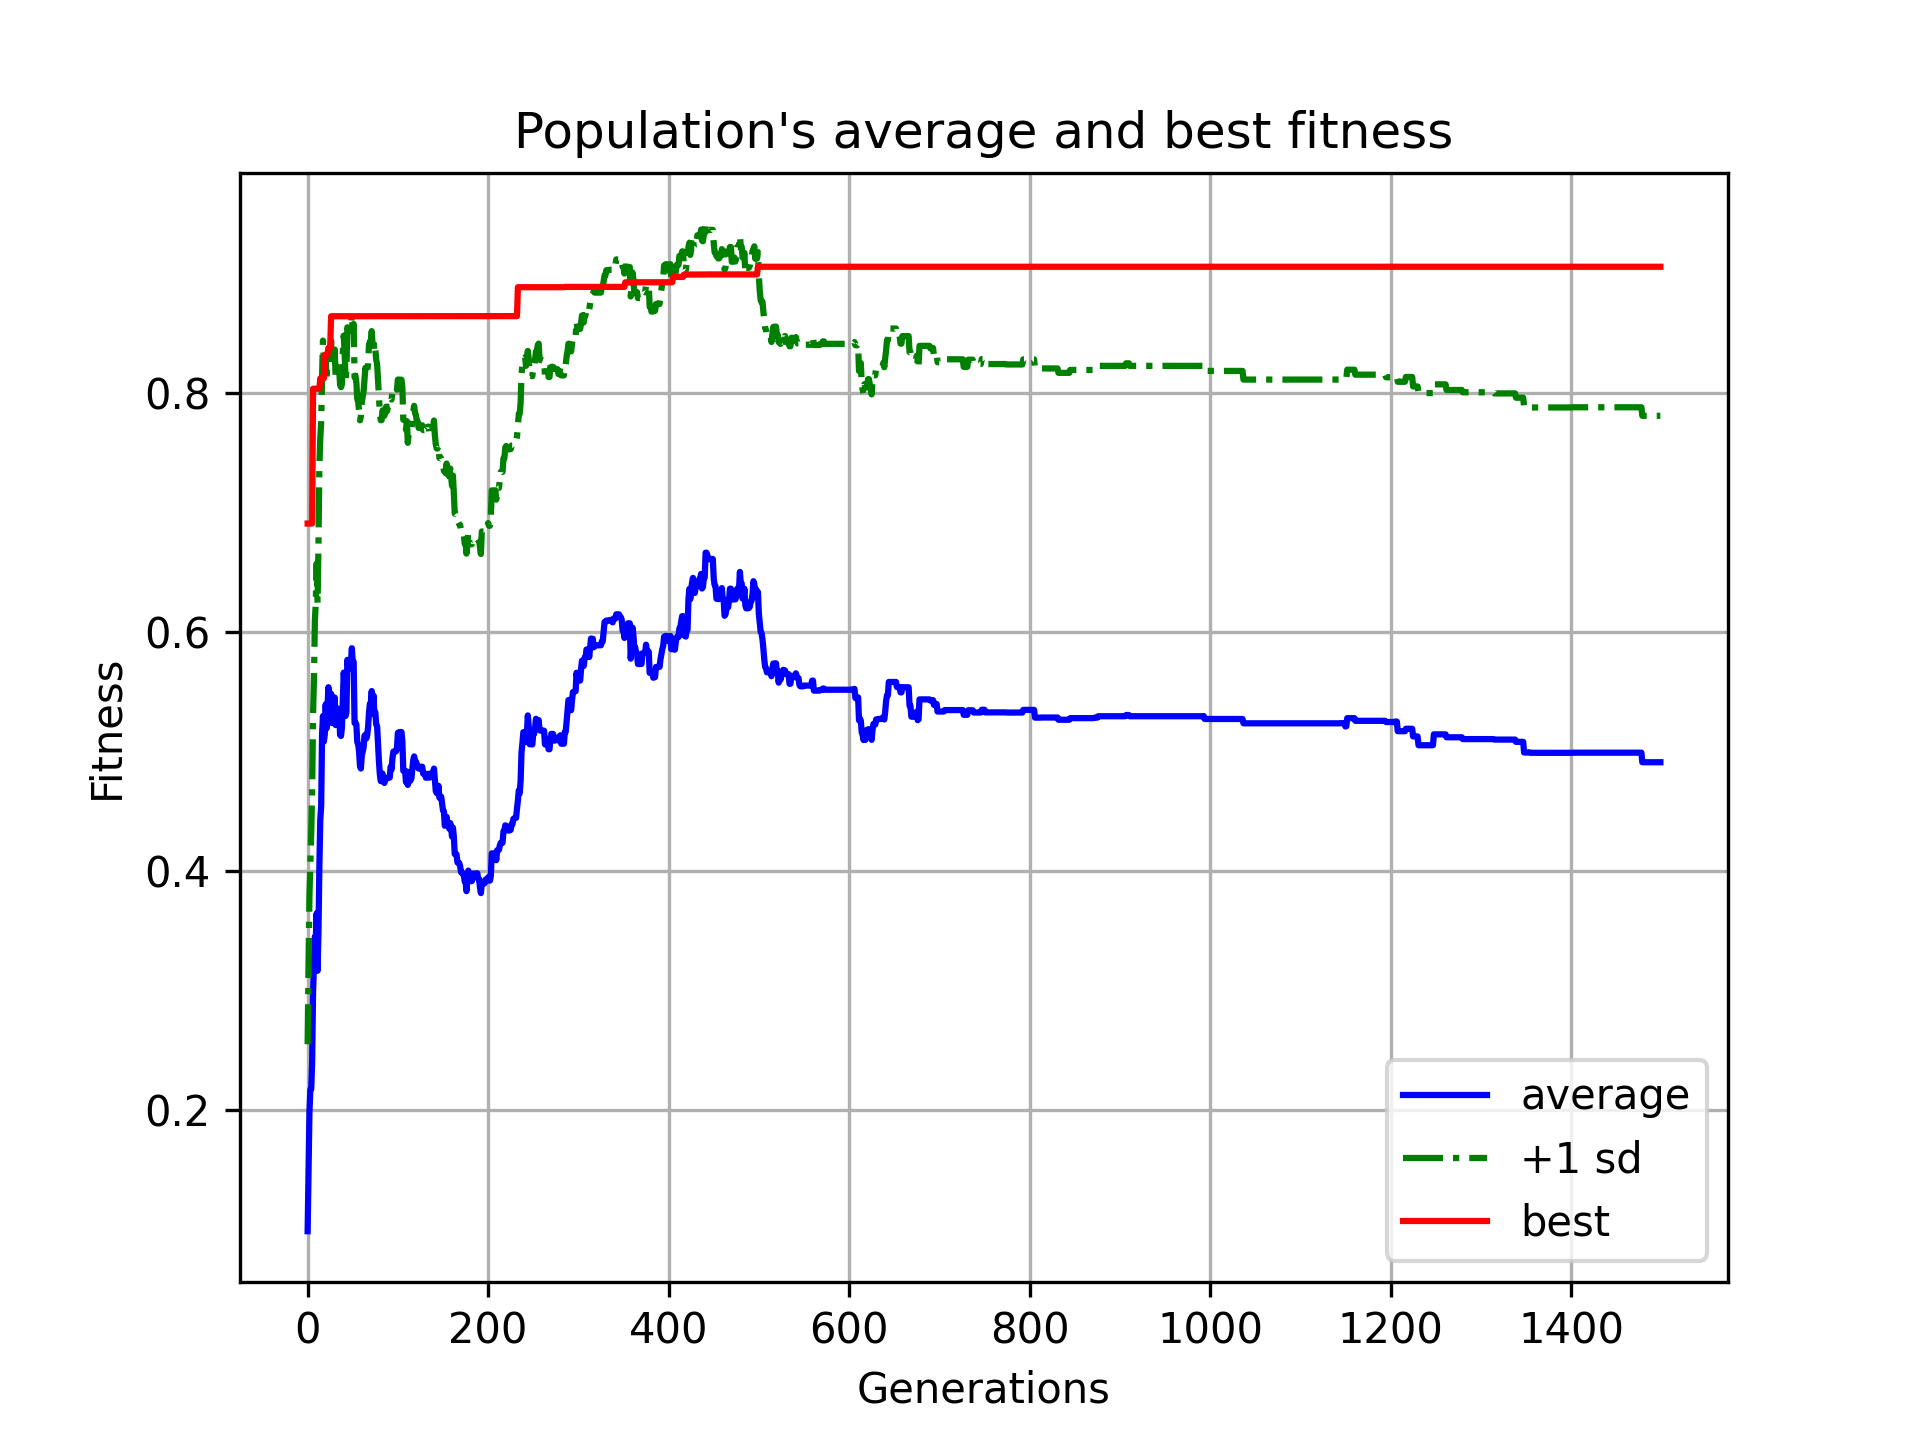 Population's average and best fitness
Fitness
0.8
0.6
0.4
0.2
average
+1 sd
best
0 200 400 600 800 1000 1200 1400
Generations